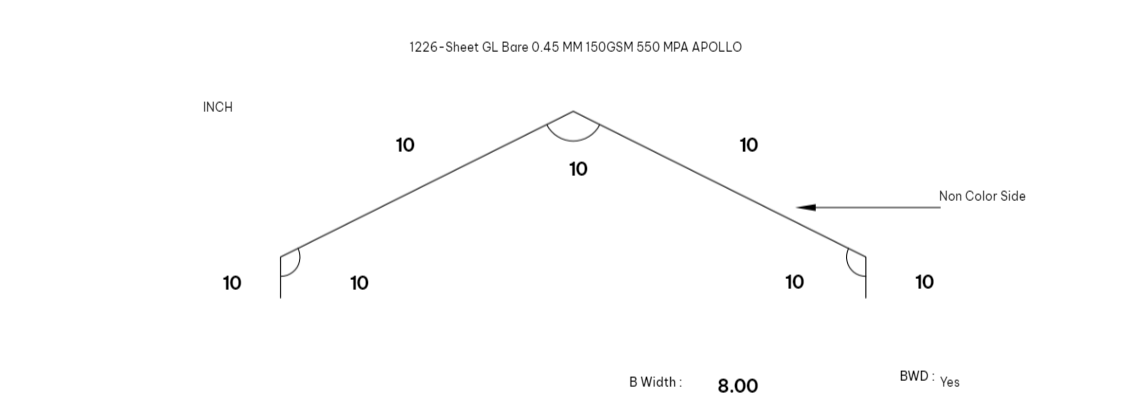 1226-Sheet GL Bare 0.45 MM 150GSM 550 MPA APOLLO
INCH
10
10
10
Non Color Side
10
10
10
10
B Width : 8.00
BWD : Yes